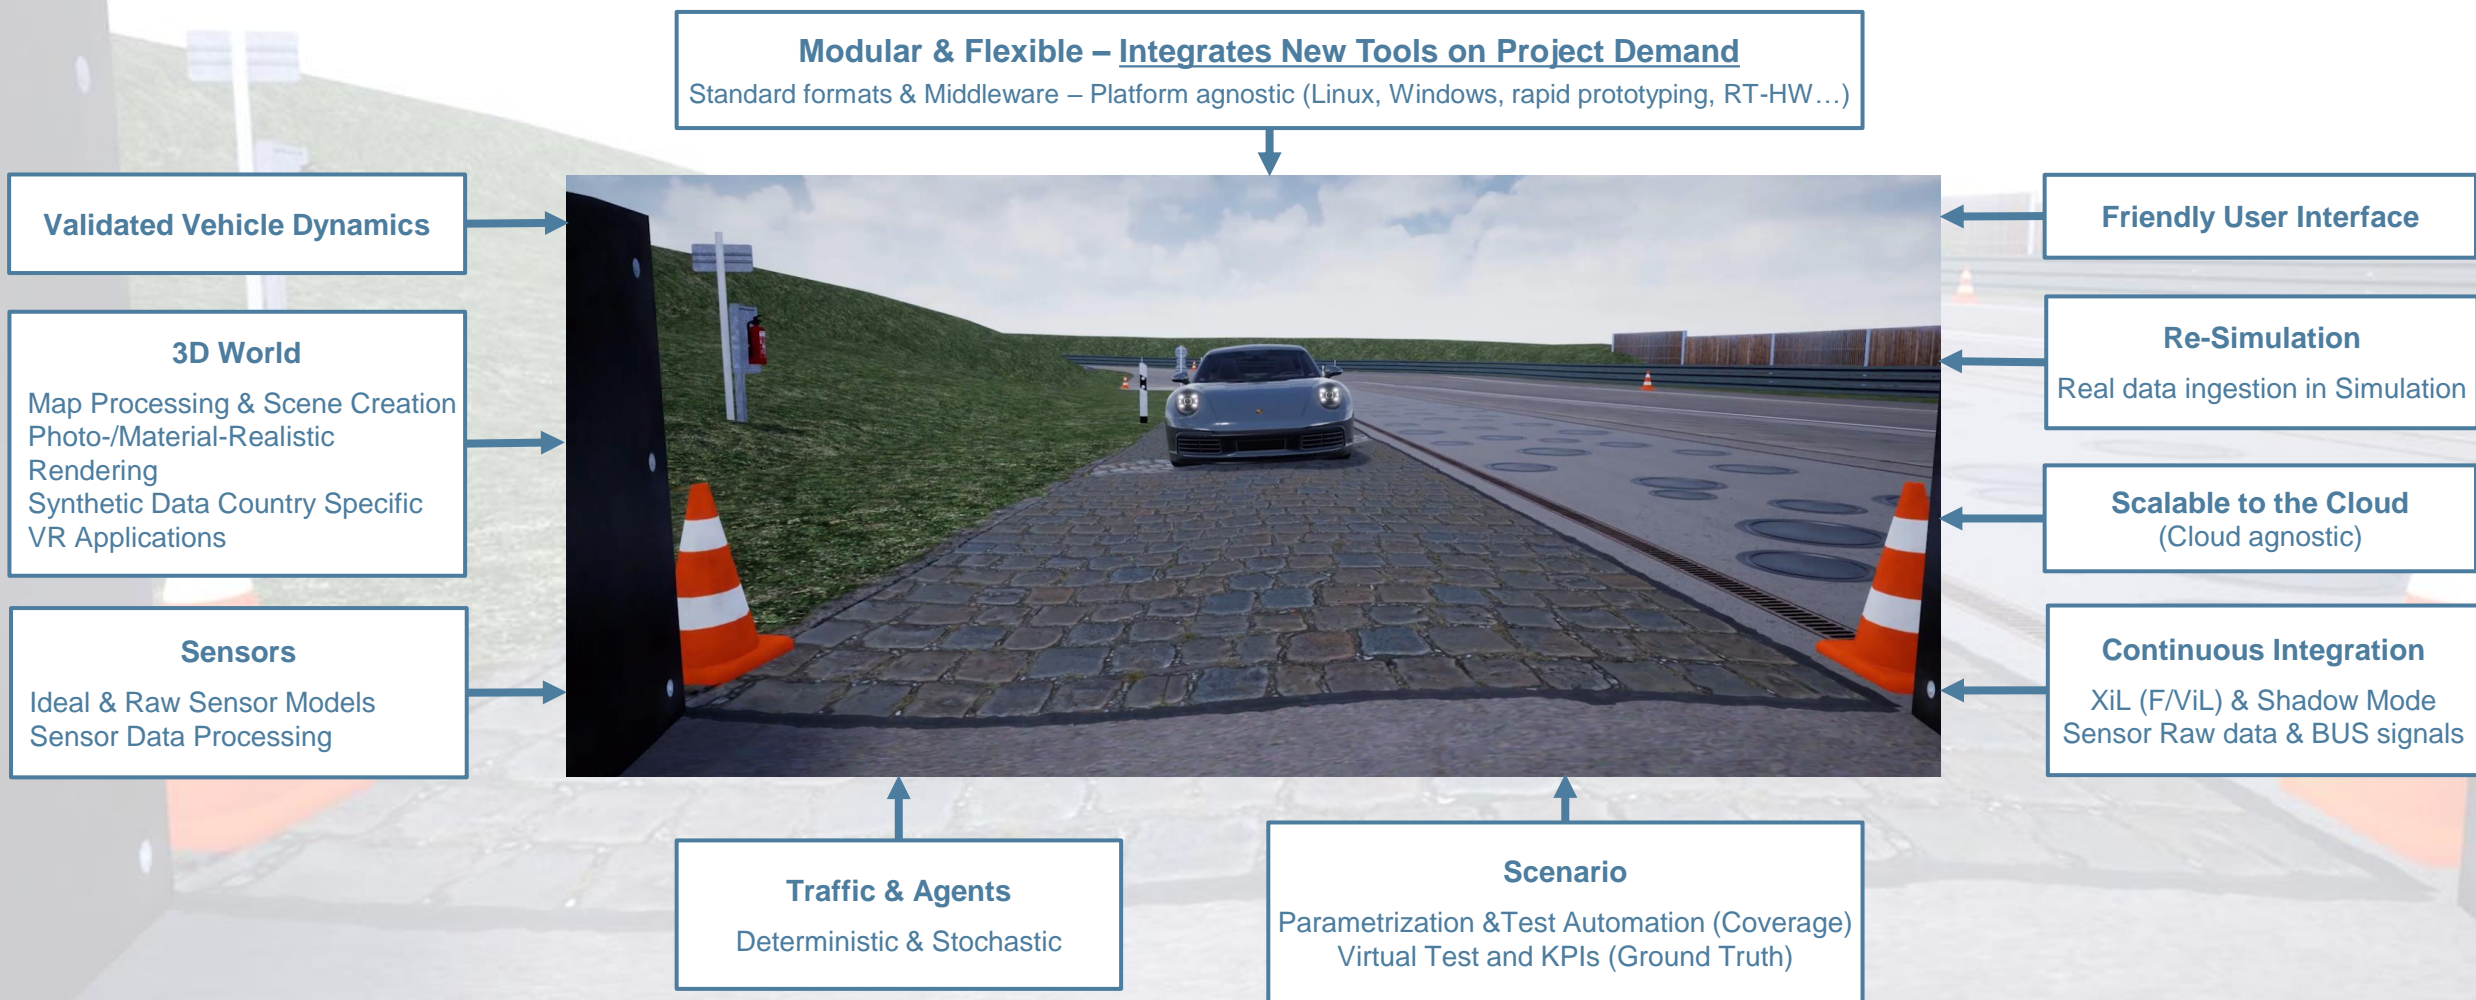 Modular & Flexible – Integrates New Tools on Project Demand
Standard formats & Middleware – Platform agnostic (Linux, Windows, rapid prototyping, RT-HW…)
Validated Vehicle Dynamics
3D World
Map Processing & Scene Creation
Photo-/Material-Realistic
Rendering
Synthetic Data Country Specific
VR Applications
Sensors
Ideal & Raw Sensor Models
Sensor Data Processing
Traffic & Agents
Deterministic & Stochastic
Scenario
Parametrization &Test Automation (Coverage)
Virtual Test and KPIs (Ground Truth)
Friendly User Interface
Re-Simulation
Real data ingestion in Simulation
Scalable to the Cloud
(Cloud agnostic)
Continuous Integration
XiL (F/ViL) & Shadow Mode
Sensor Raw data & BUS signals